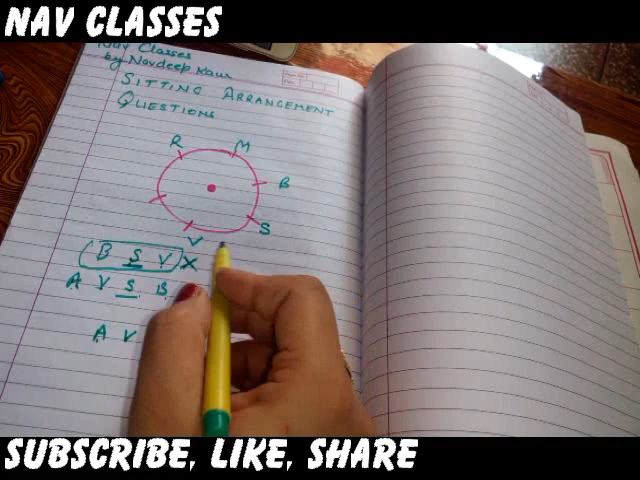 NAV CLASSES
Nav Classes
by Navdeep Kaur
SITTING ARRANGEMENT
QUESTIONS
R M
B
S
V
B S V X
A V S B
A V
SUBSCRIBE, LIKE, SHARE